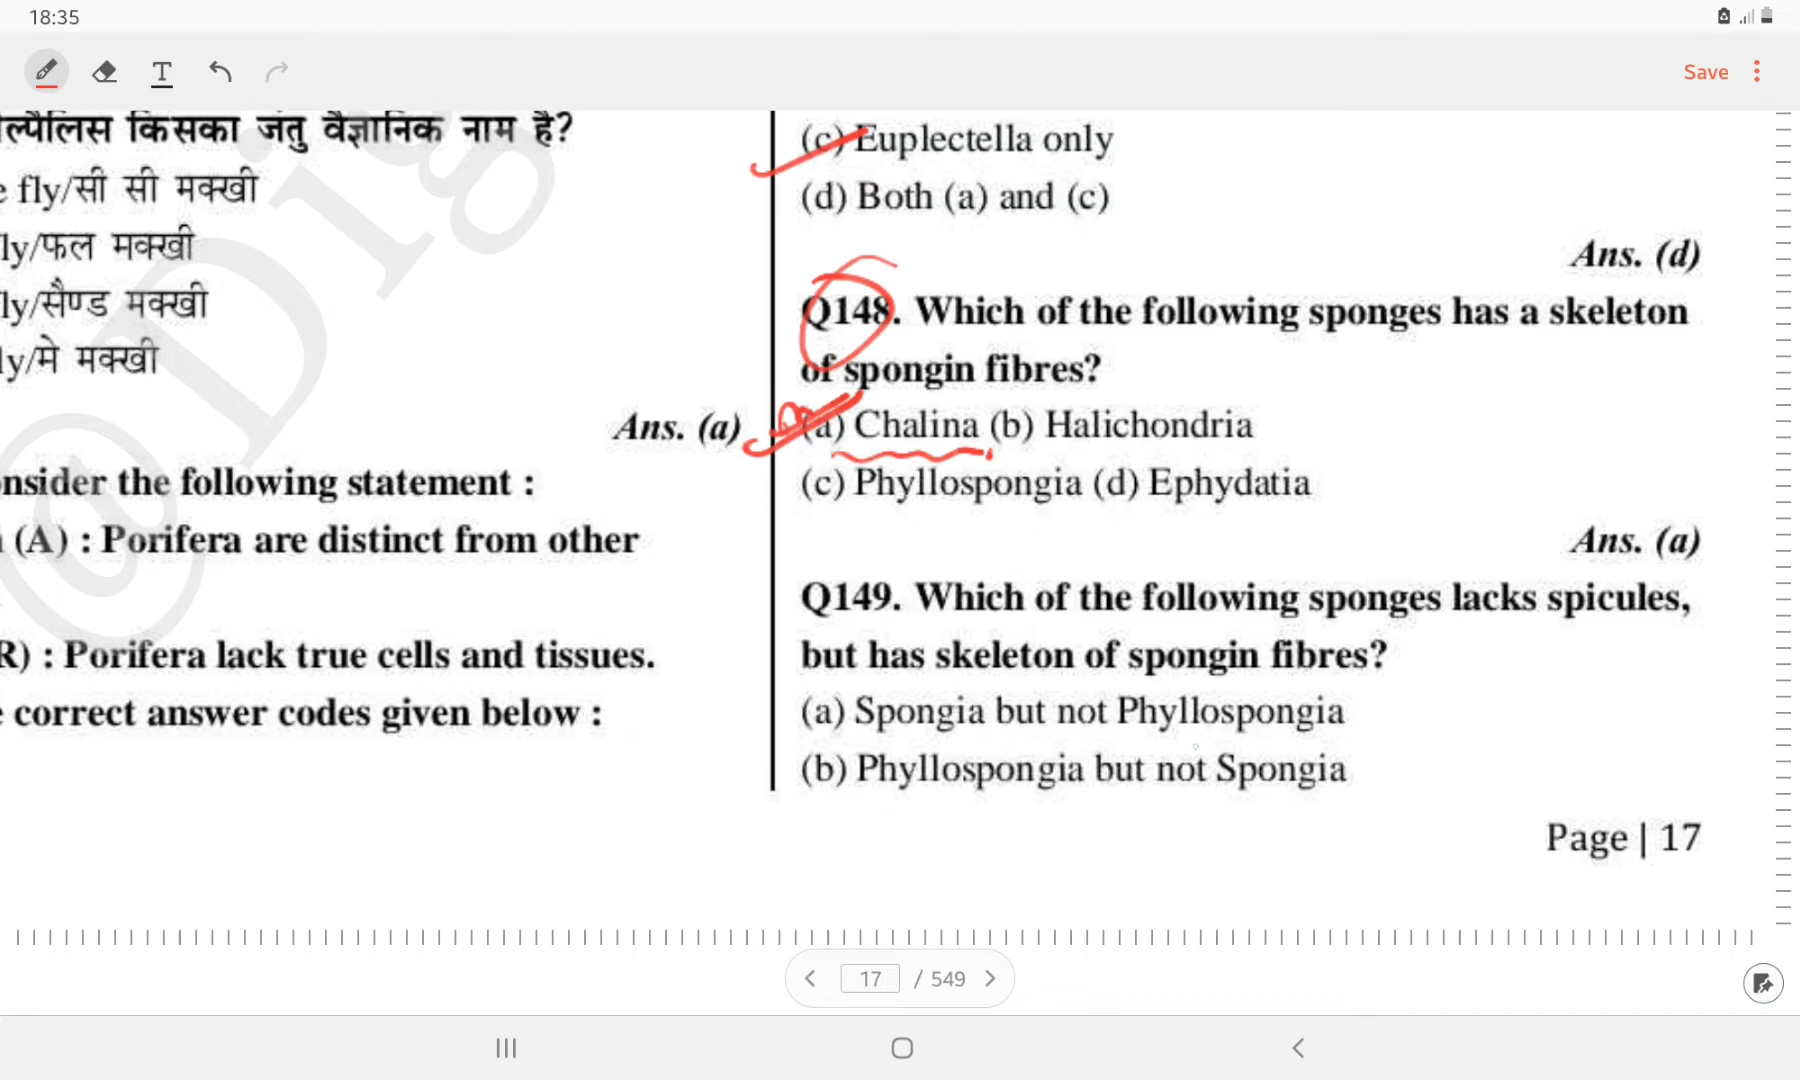 18:35
Save
किसका जंतु वैज्ञानिक नाम है?
fly/सी सी मक्खी
ly/फल मक्खी
ly/सैण्ड मक्खी
ly/मे मक्खी
Ans. (a)
nsider the following statement :
(A) : Porifera are distinct from other
R) : Porifera lack true cells and tissues.
correct answer codes given below :
(c) Euplectella only
(d) Both (a) and (c)
Ans. (d)
Q148. Which of the following sponges has a skeleton
of spongin fibres?
(a) Chalina (b) Halichondria
(c) Phyllospongia (d) Ephydatia
Ans. (a)
Q149. Which of the following sponges lacks spicules,
but has skeleton of spongin fibres?
(a) Spongia but not Phyllospongia
(b) Phyllospongia but not Spongia
Page | 17
@Dig
17 / 549